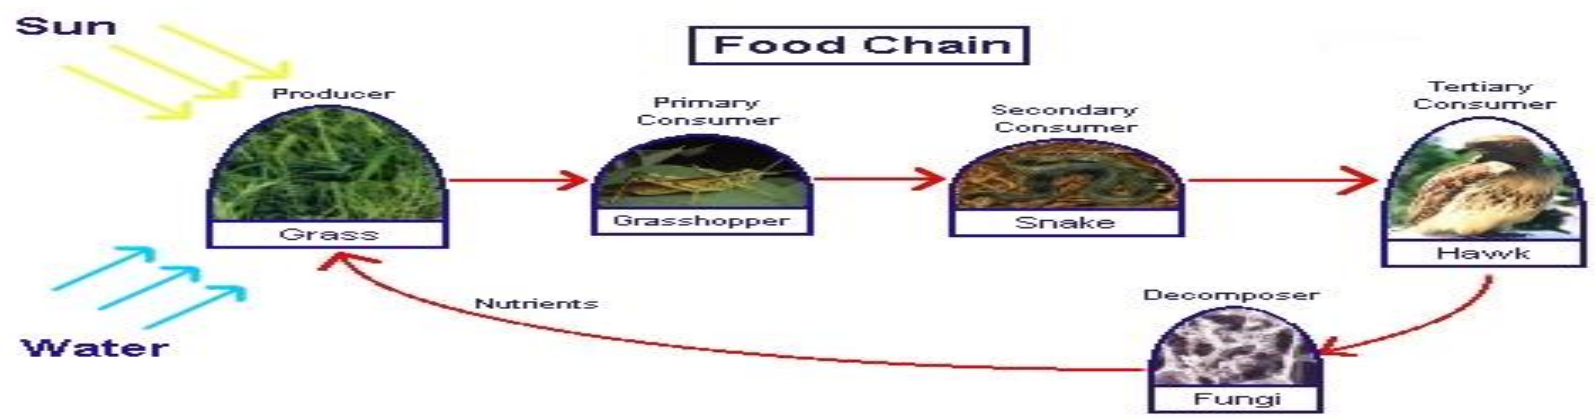 Sun
Food Chain
Producer
Primary
Consumer
Secondary
Consumer
Tertiary
Consumer
Grass
Grasshopper
Snake
Hawk
Nutrients
Decomposer
Water
Fungi